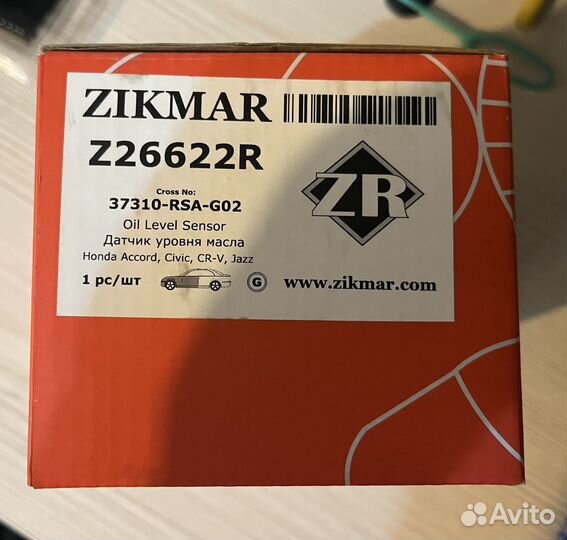 ZIKMAR
Z26622R
Cross No:
37310-RSA-G02
Oil Level Sensor
Датчик уровня масла
Honda Accord, Civic, CR-V, Jazz
1 pc/шт
G
www.zikmar.com
ZR
Avito